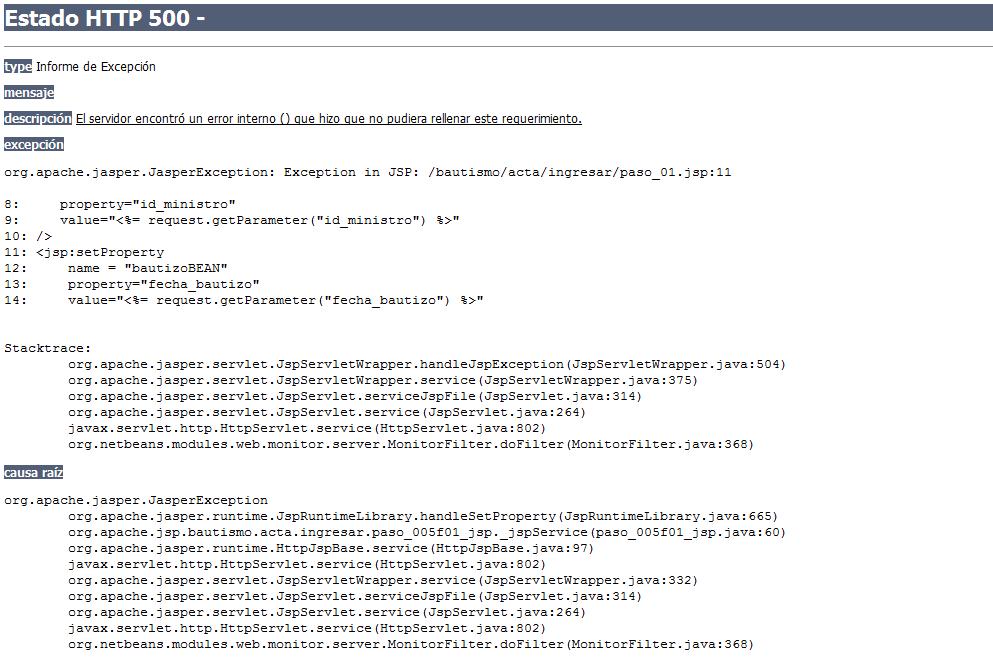 Estado HTTP 500 -
type Informe de Excepción
mensaje
descripción El servidor encontró un error interno () que hizo que no pudiera rellenar este requerimiento.
excepción
org.apache.jasper.JasperException: Exception in JSP: /bautismo/acta/ingresar/paso_01.jsp:11
8:     property="id_ministro"
9:     value="<%= request.getParameter("id_ministro") %>"
10: />
11: <jsp:setProperty
12:     name = "bautizoBEAN"
13:     property="fecha_bautizo"
14:     value="<%= request.getParameter("fecha_bautizo") %>"
Stacktrace:
org.apache.jasper.servlet.JspServletWrapper.handleJspException(JspServletWrapper.java:504)
org.apache.jasper.servlet.JspServletWrapper.service(JspServletWrapper.java:375)
org.apache.jasper.servlet.JspServlet.serviceJspFile(JspServlet.java:314)
org.apache.jasper.servlet.JspServlet.service(JspServlet.java:264)
javax.servlet.http.HttpServlet.service(HttpServlet.java:802)
org.netbeans.modules.web.monitor.server.MonitorFilter.doFilter(MonitorFilter.java:368)
causa raíz
org.apache.jasper.JasperException
org.apache.jasper.runtime.JspRuntimeLibrary.handleSetProperty(JspRuntimeLibrary.java:665)
org.apache.jsp.bautismo.acta.ingresar.paso_005f01_jsp._jspService(paso_005f01_jsp.java:60)
org.apache.jasper.runtime.HttpJspBase.service(HttpJspBase.java:97)
javax.servlet.http.HttpServlet.service(HttpServlet.java:802)
org.apache.jasper.servlet.JspServletWrapper.service(JspServletWrapper.java:332)
org.apache.jasper.servlet.JspServlet.serviceJspFile(JspServlet.java:314)
org.apache.jasper.servlet.JspServlet.service(JspServlet.java:264)
javax.servlet.http.HttpServlet.service(HttpServlet.java:802)
org.netbeans.modules.web.monitor.server.MonitorFilter.doFilter(MonitorFilter.java:368)